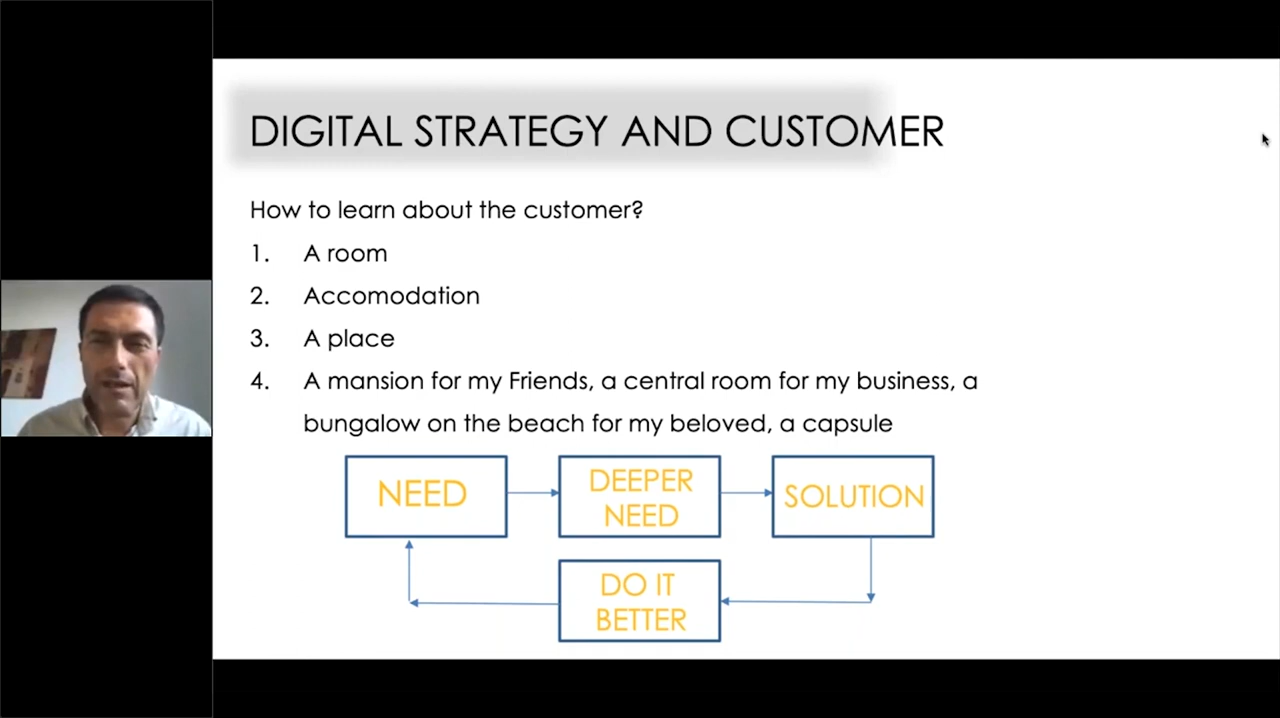 DIGITAL STRATEGY AND CUSTOMER
How to learn about the customer?
1. A room
2. Accomodation
3. A place
4. A mansion for my Friends, a central room for my business, a
bungalow on the beach for my beloved, a capsule
NEED
DEEPER
NEED
SOLUTION
DO IT
BETTER